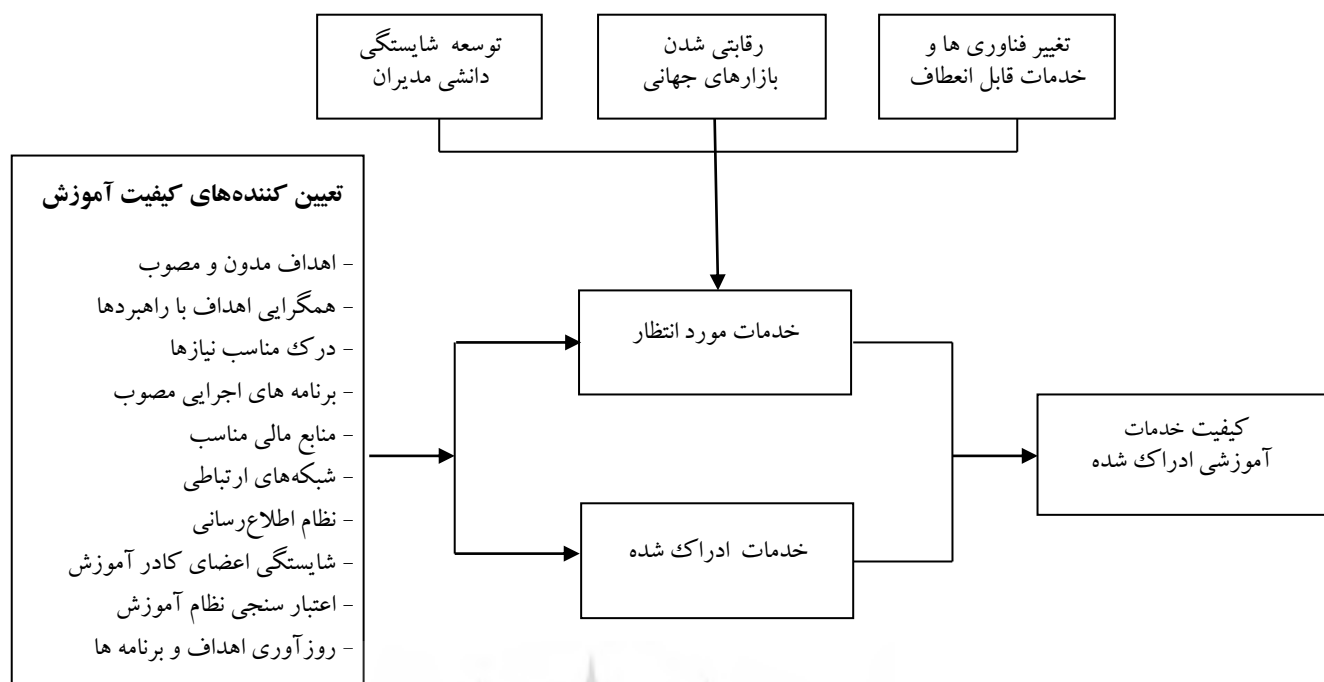 تغییر فناوری ها و
خدمات قابل انعطاف
رقابتی شدن
بازارهای جهانی
توسعه شایستگی
دانشی مدیران
تعیین کننده‌های کیفیت آموزش
- اهداف مدون و مصوب
- همگرایی اهداف با راهبردها
- درک مناسب نیازها
- برنامه های اجرایی مصوب
- منابع مالی مناسب
- شبکه‌های ارتباطی
- نظام اطلاع‌رسانی
- شایستگی اعضای کادر آموزش
- اعتبار سنجی نظام آموزش
- روزآوری اهداف و برنامه ها
خدمات مورد انتظار
خدمات ادراک شده
کیفیت خدمات
آموزشی ادراک شده